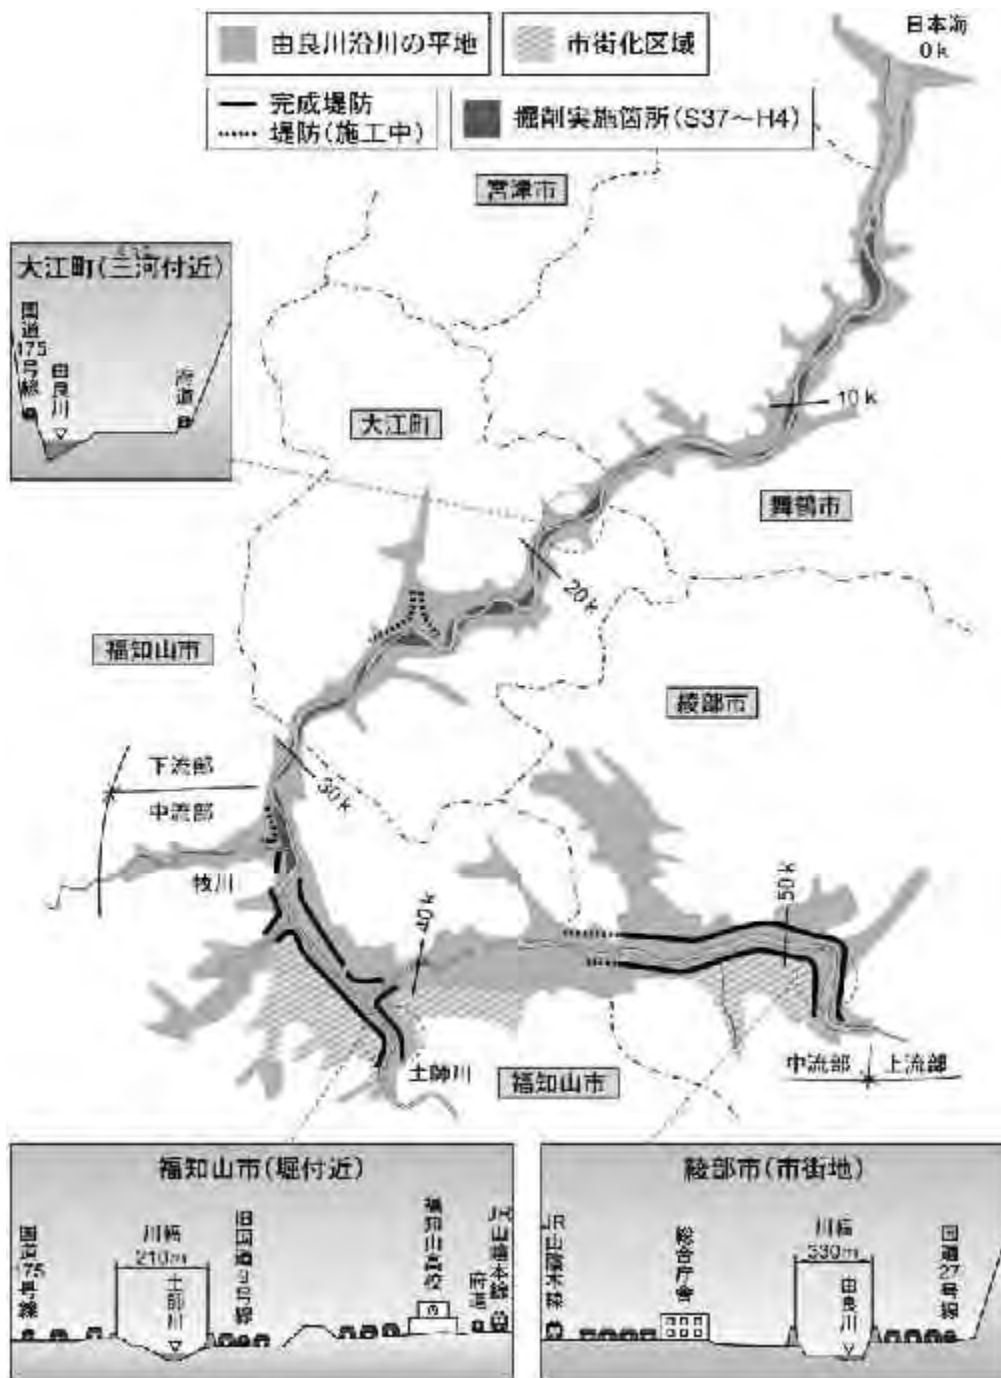 日本海
0k
由良川沿川の平地
市街化区域
完成堤防
堤防(施工中)
掘削実施箇所(S37～H4)
宮津市
大江町(三河付近)
国道175号線
由良川
府道
大江町
10k
舞鶴市
20k
福知山市
綾部市
下流部
中流部
30k
牧川
40k
50k
土師川
福知山市
中流部
上流部
福知山市(堀付近)
国道175号線
川幅
210m
土師川
旧国道9号線
福知山高校
府道
JR山陰本線
綾部市(市街地)
JR山陰本線
総合庁舎
川幅
330m
由良川
国道27号線